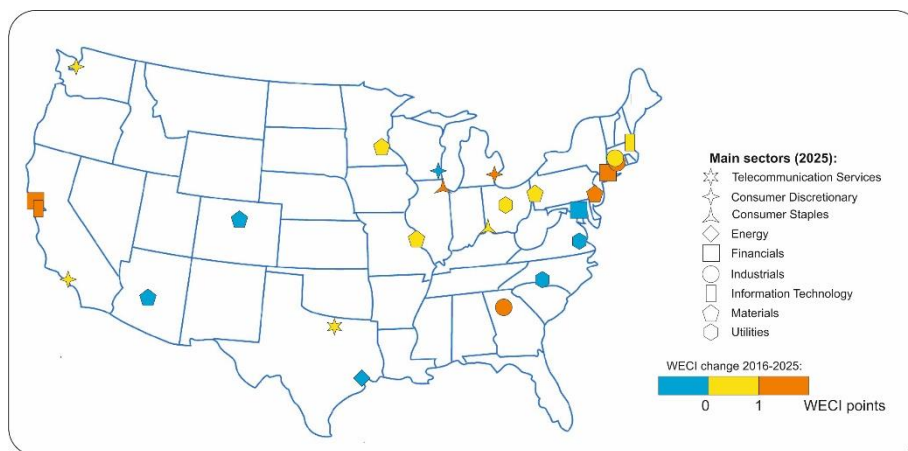 Main sectors (2025):
Telecommunication Services
Consumer Discretionary
Consumer Staples
Energy
Financials
Industrials
Information Technology
Materials
Utilities
WECI change 2016-2025:
0 1 WECI points